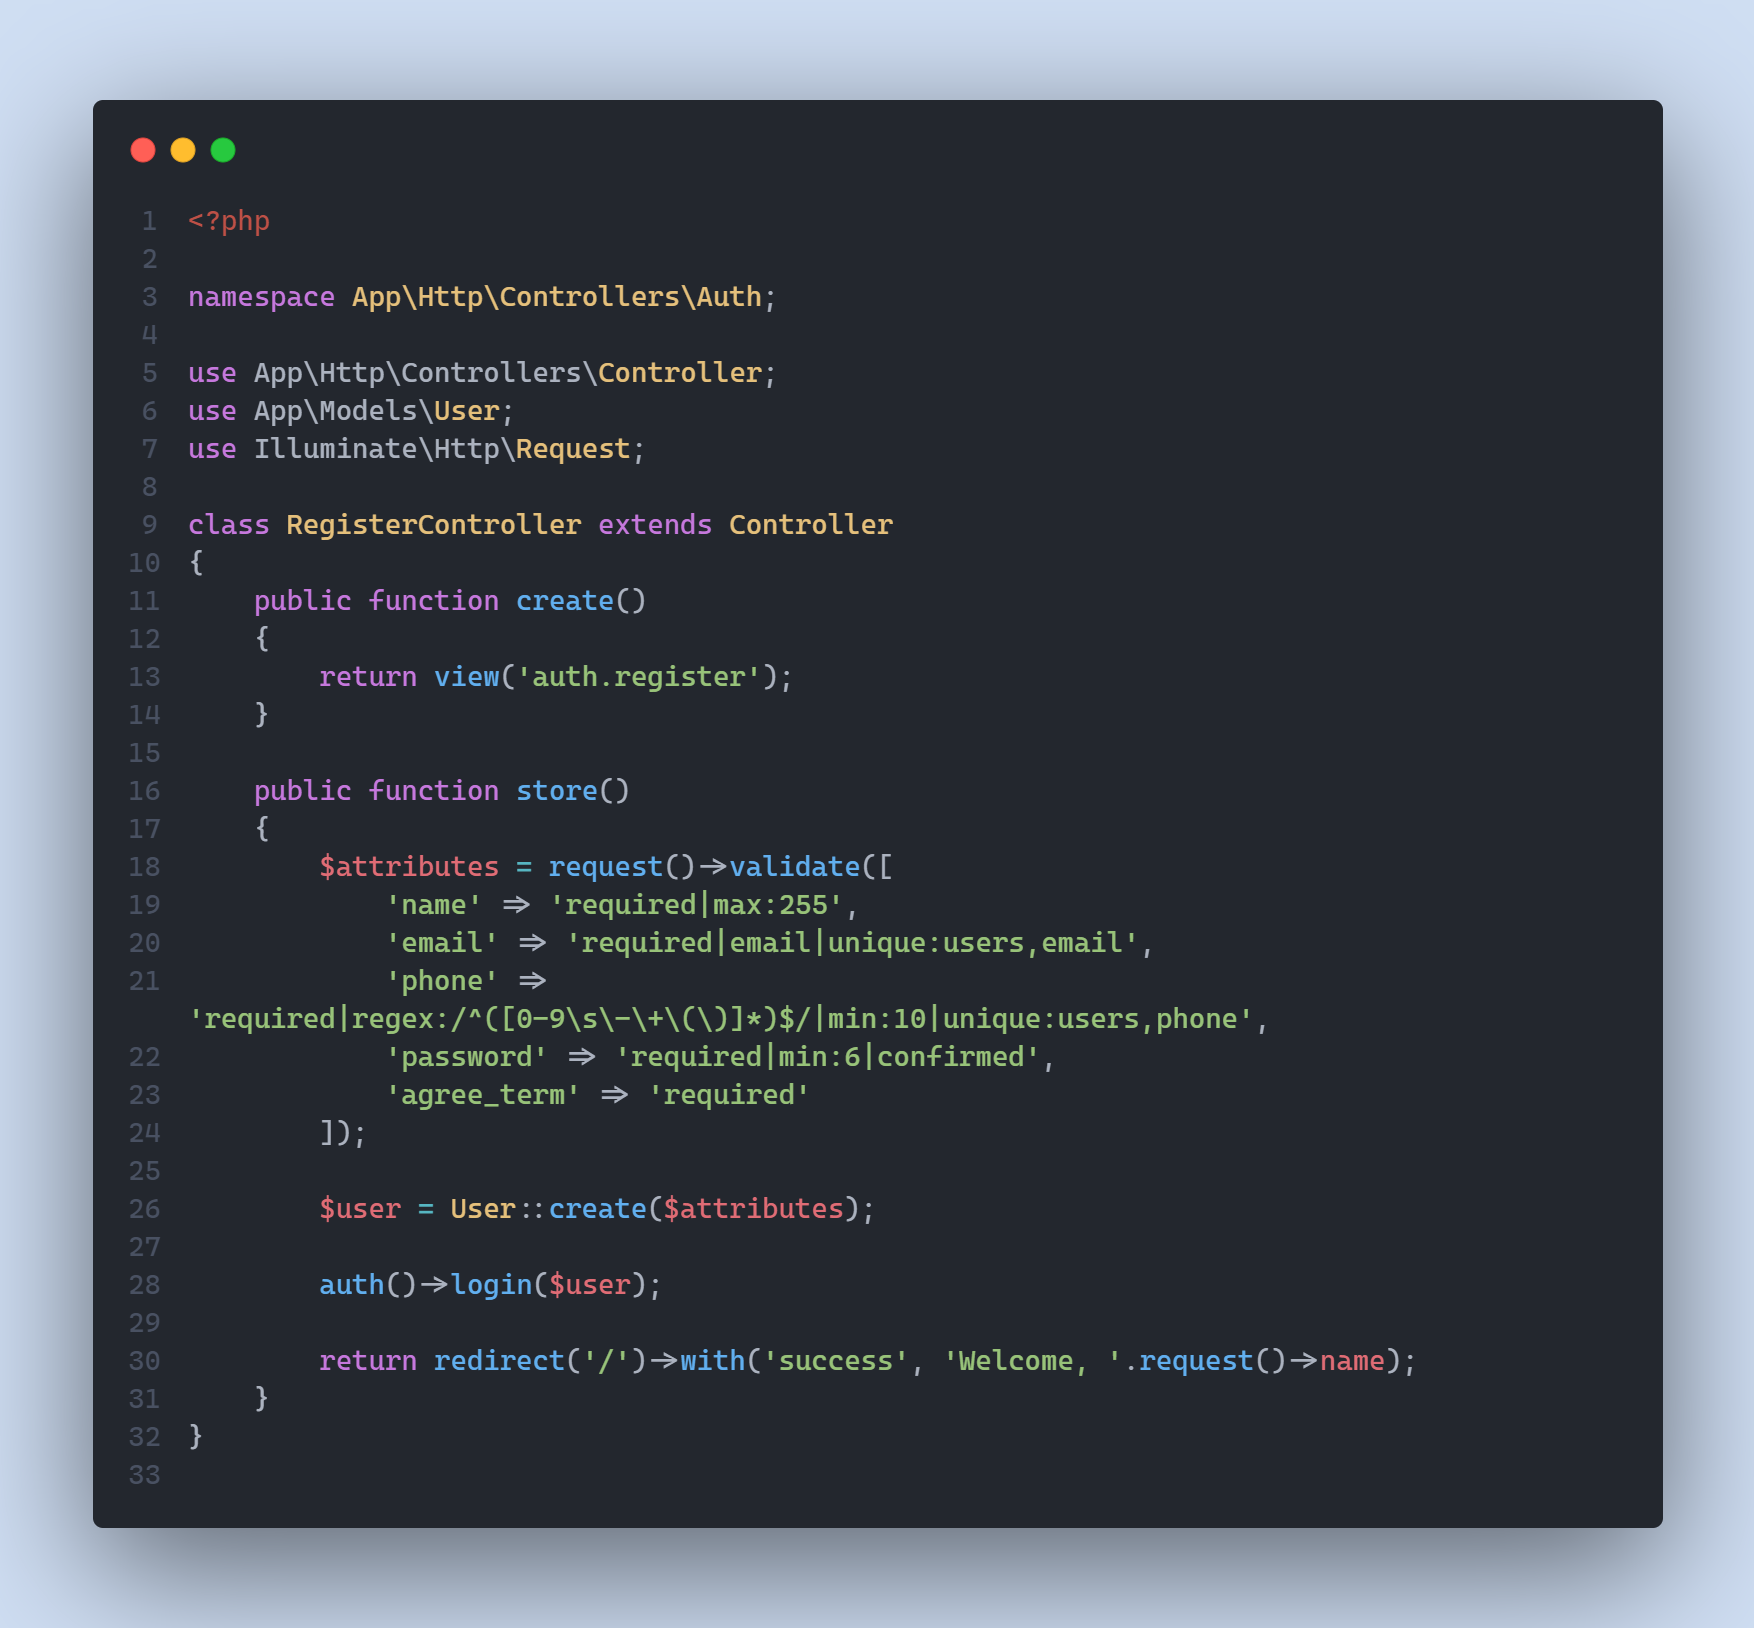 1 <?php
2
3 namespace App\Http\Controllers\Auth;
4
5 use App\Http\Controllers\Controller;
6 use App\Models\User;
7 use Illuminate\Http\Request;
8
9 class RegisterController extends Controller
10 {
11     public function create()
12     {
13         return view('auth.register');
14     }
15
16     public function store()
17     {
18         $attributes = request()->validate([
19             'name' => 'required|max:255',
20             'email' => 'required|email|unique:users,email',
21             'phone' =>
'required|regex:/^([0-9\s\-\+\(\)]*)$/|min:10|unique:users,phone',
22             'password' => 'required|min:6|confirmed',
23             'agree_term' => 'required'
24         ]);
25
26         $user = User::create($attributes);
27
28         auth()->login($user);
29
30         return redirect('/')->with('success', 'Welcome, '.request()->name);
31     }
32 }
33